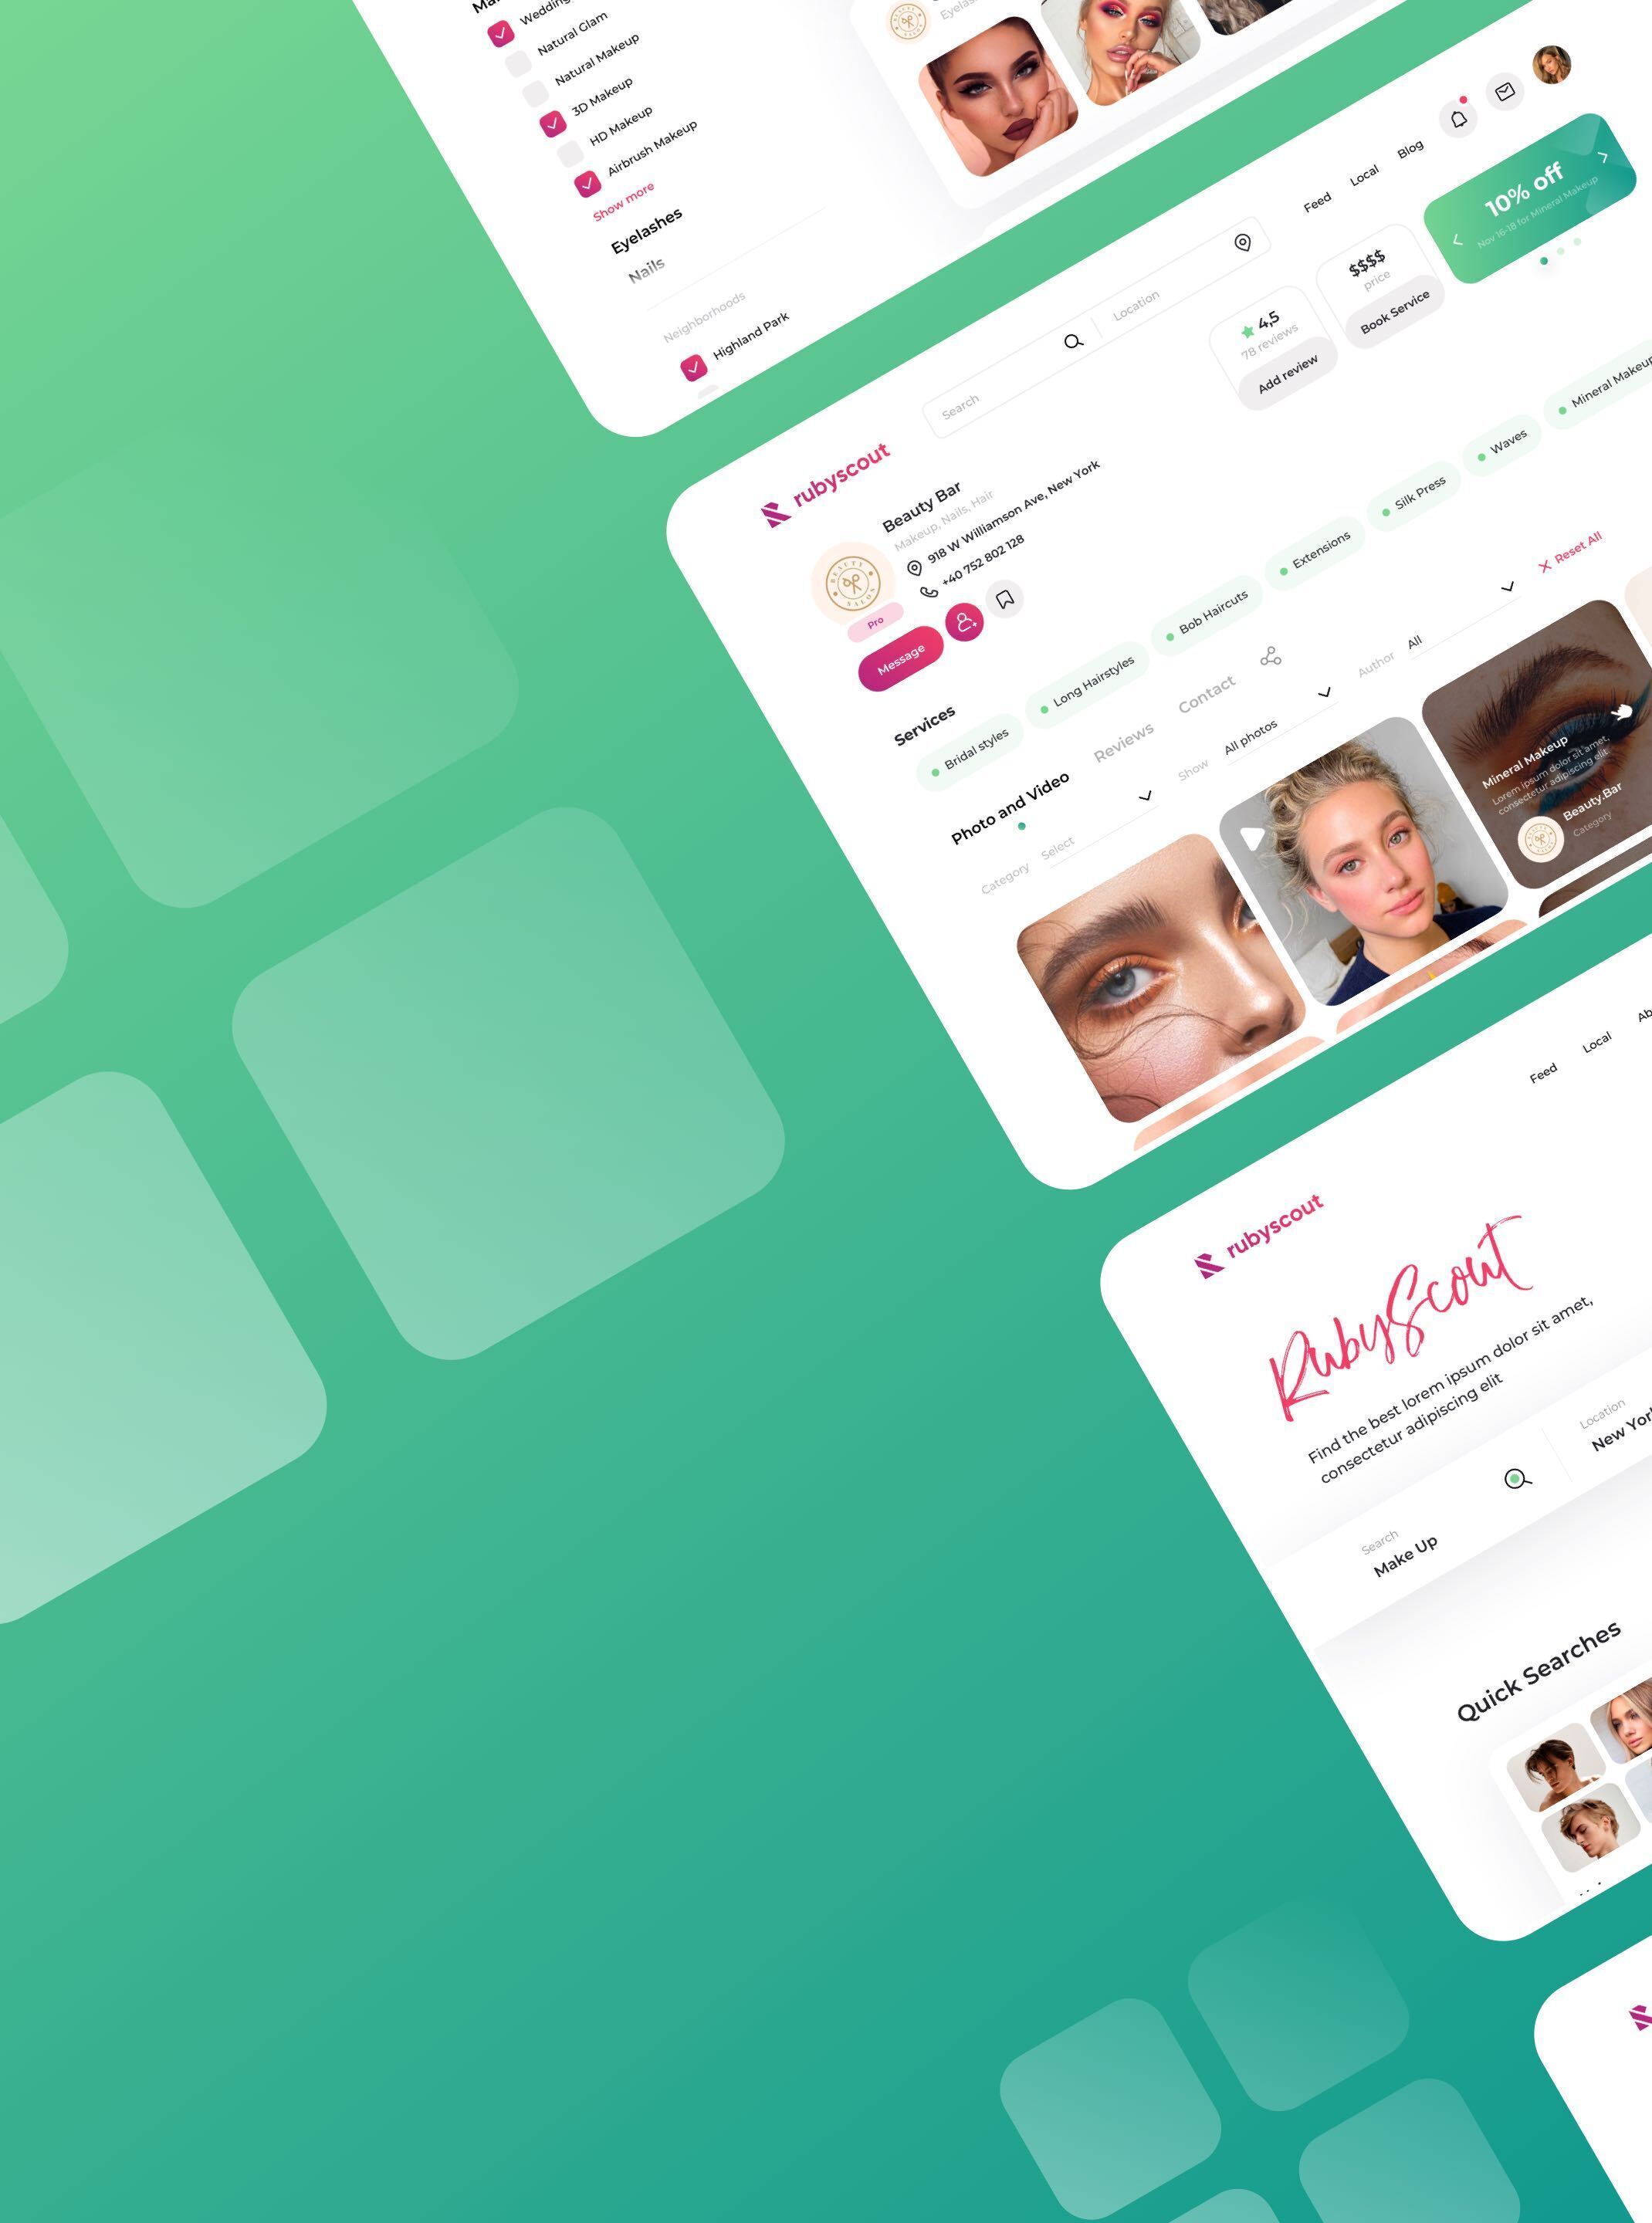 Natural Glam
Natural Makeup
3D Makeup
HD Makeup
Airbrush Makeup
Show more
Eyelashes
Nails
Neighborhoods
Highland Park
rubyscout
Search
Location
Feed
Local
Blog
Beauty Bar
Makeup, Nails, Hair
918 W Williamson Ave, New York
+40 752 802 128
BEAUTY
SALON
Pro
Message
4,5
78 reviews
Add review
$$$$
price
Book Service
10% off
Nov 16-18 for Mineral Makeup
Services
Bridal styles
Long Hairstyles
Bob Haircuts
Extensions
Silk Press
Waves
Mineral Makeup
Photo and Video
Reviews
Contact
Category
Select
Show
All photos
Author
All
Reset All
Mineral Makeup
Lorem ipsum dolor sit amet,
consectetur adipiscing elit
Beauty.Bar
Category
rubyscout
Feed
Local
RubyScout
Find the best lorem ipsum dolor sit amet,
consectetur adipiscing elit
Search
Make Up
Location
New York
Quick Searches